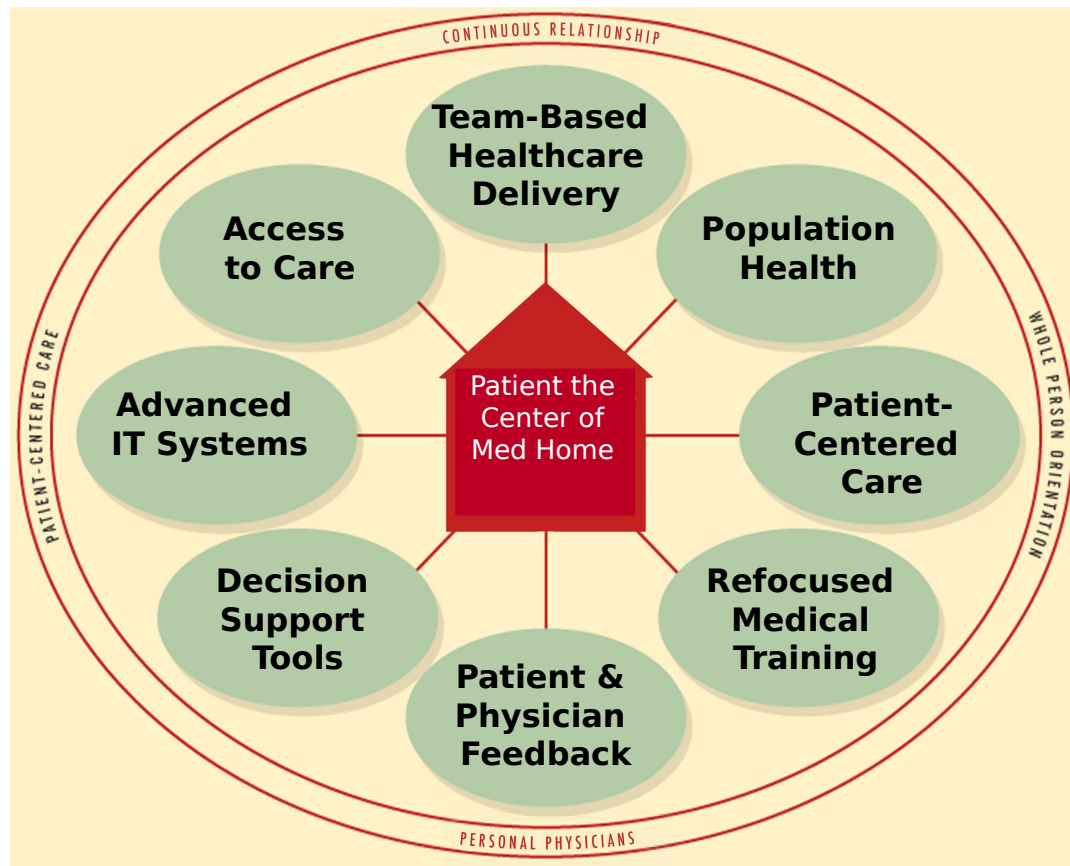 CONTINUOUS RELATIONSHIP
Team-Based
Healthcare
Delivery
Access
to Care
Population
Health
PATIENT-CENTERED CARE
WHOLE PERSON ORIENTATION
Patient the
Center of
Med Home
Advanced
IT Systems
Patient-
Centered
Care
Decision
Support
Tools
Refocused
Medical
Training
Patient &
Physician
Feedback
PERSONAL PHYSICIANS